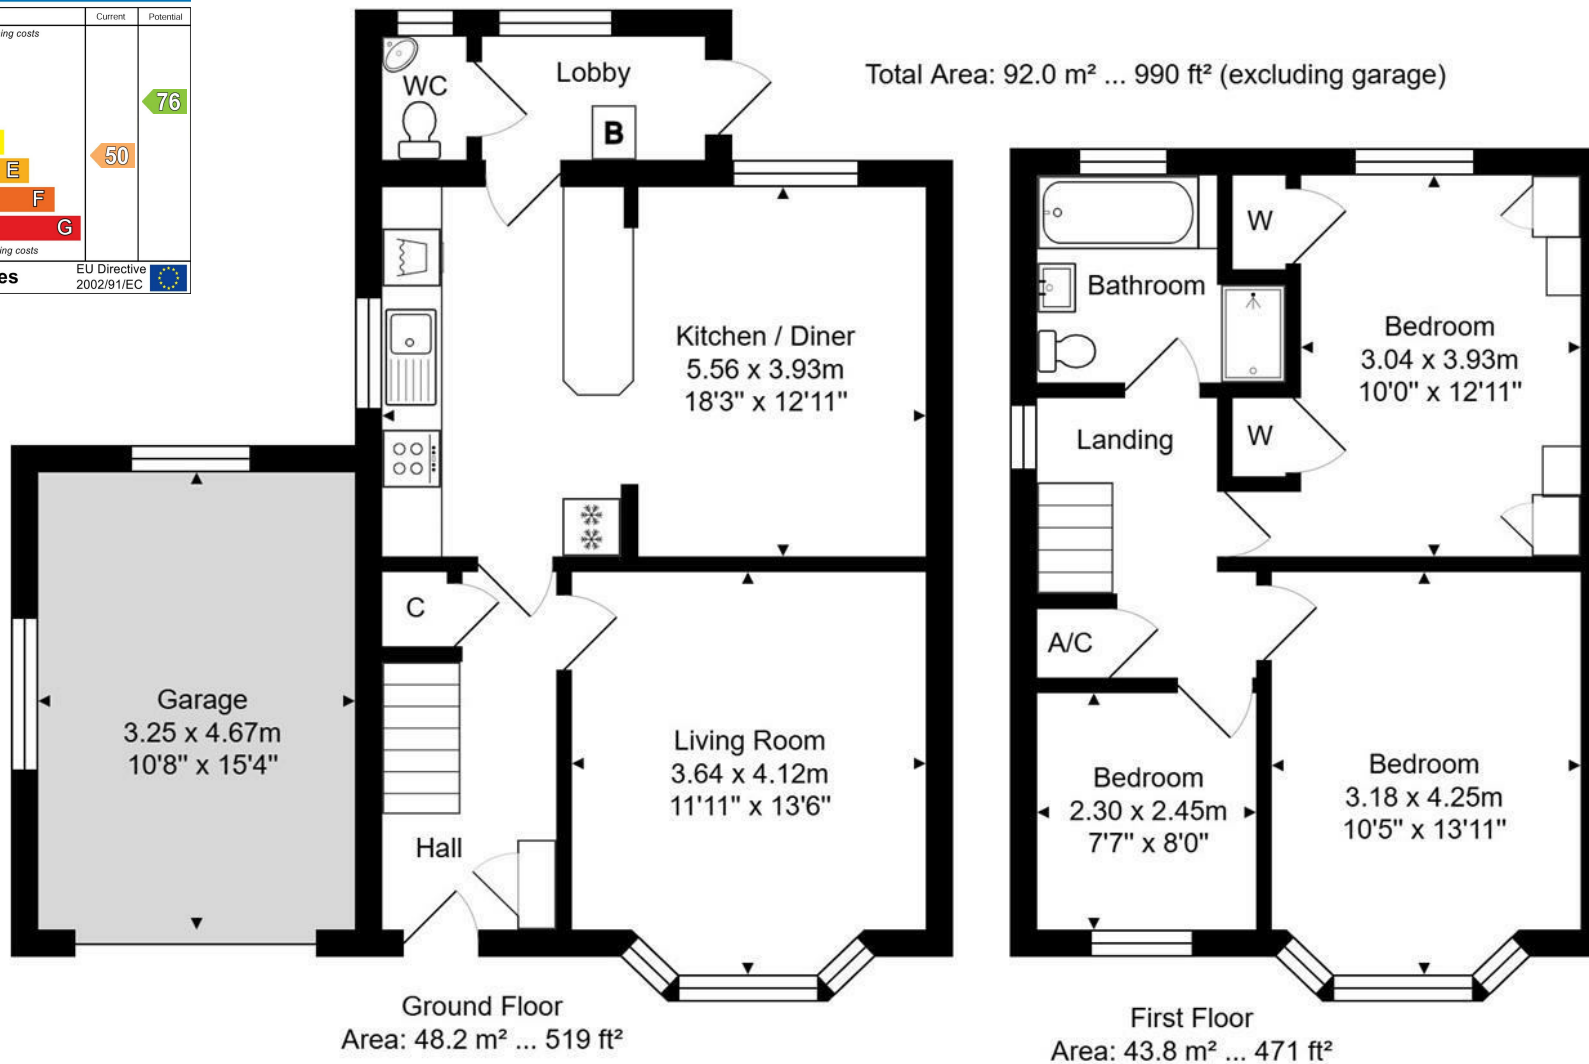 Current Potential
ing costs
76
50
E
F
G
ing costs
es
EU Directive
2002/91/EC
Total Area: 92.0 m² ... 990 ft² (excluding garage)
WC
Lobby
B
Kitchen / Diner
5.56 x 3.93m
18'3" x 12'11"
C
Garage
3.25 x 4.67m
10'8" x 15'4"
Living Room
3.64 x 4.12m
11'11" x 13'6"
Hall
Ground Floor
Area: 48.2 m² ... 519 ft²
W
Bathroom
Bedroom
3.04 x 3.93m
10'0" x 12'11"
Landing
W
A/C
Bedroom
2.30 x 2.45m
7'7" x 8'0"
Bedroom
3.18 x 4.25m
10'5" x 13'11"
First Floor
Area: 43.8 m² ... 471 ft²